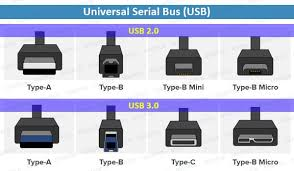 Universal Serial Bus (USB)
USB 2.0
Type-A Type-B Type-B Mini Type-B Micro
USB 3.0
Type-A Type-B Type-C Type-B Micro